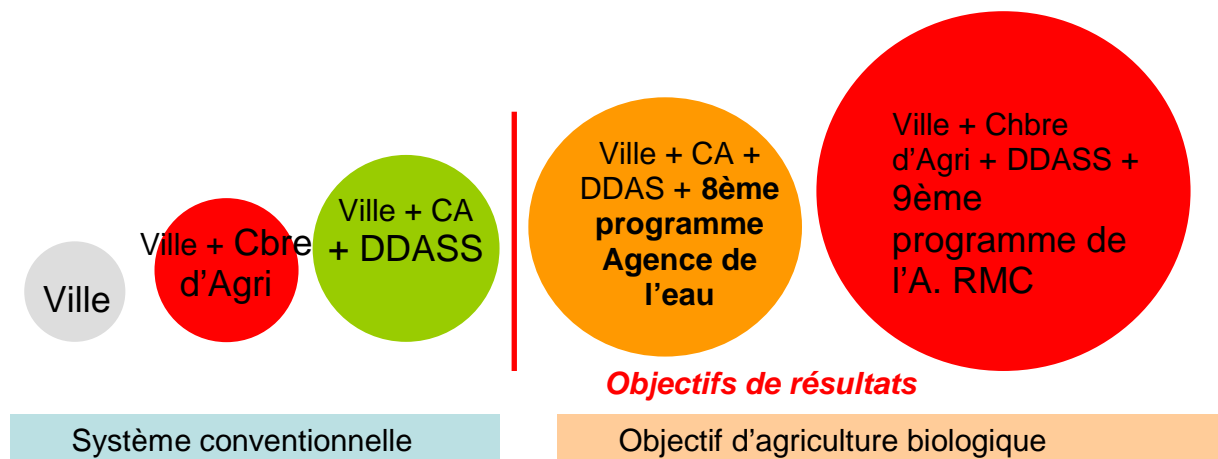 Ville
Ville + Cbre
d'Agri
Ville + CA
+ DDASS
Ville + CA +
DDAS + 8ème
programme
Agence de
l'eau
Ville + Chbre
d'Agri + DDASS +
9ème
programme de
l'A. RMC
Objectifs de résultats
Système conventionnelle
Objectif d'agriculture biologique